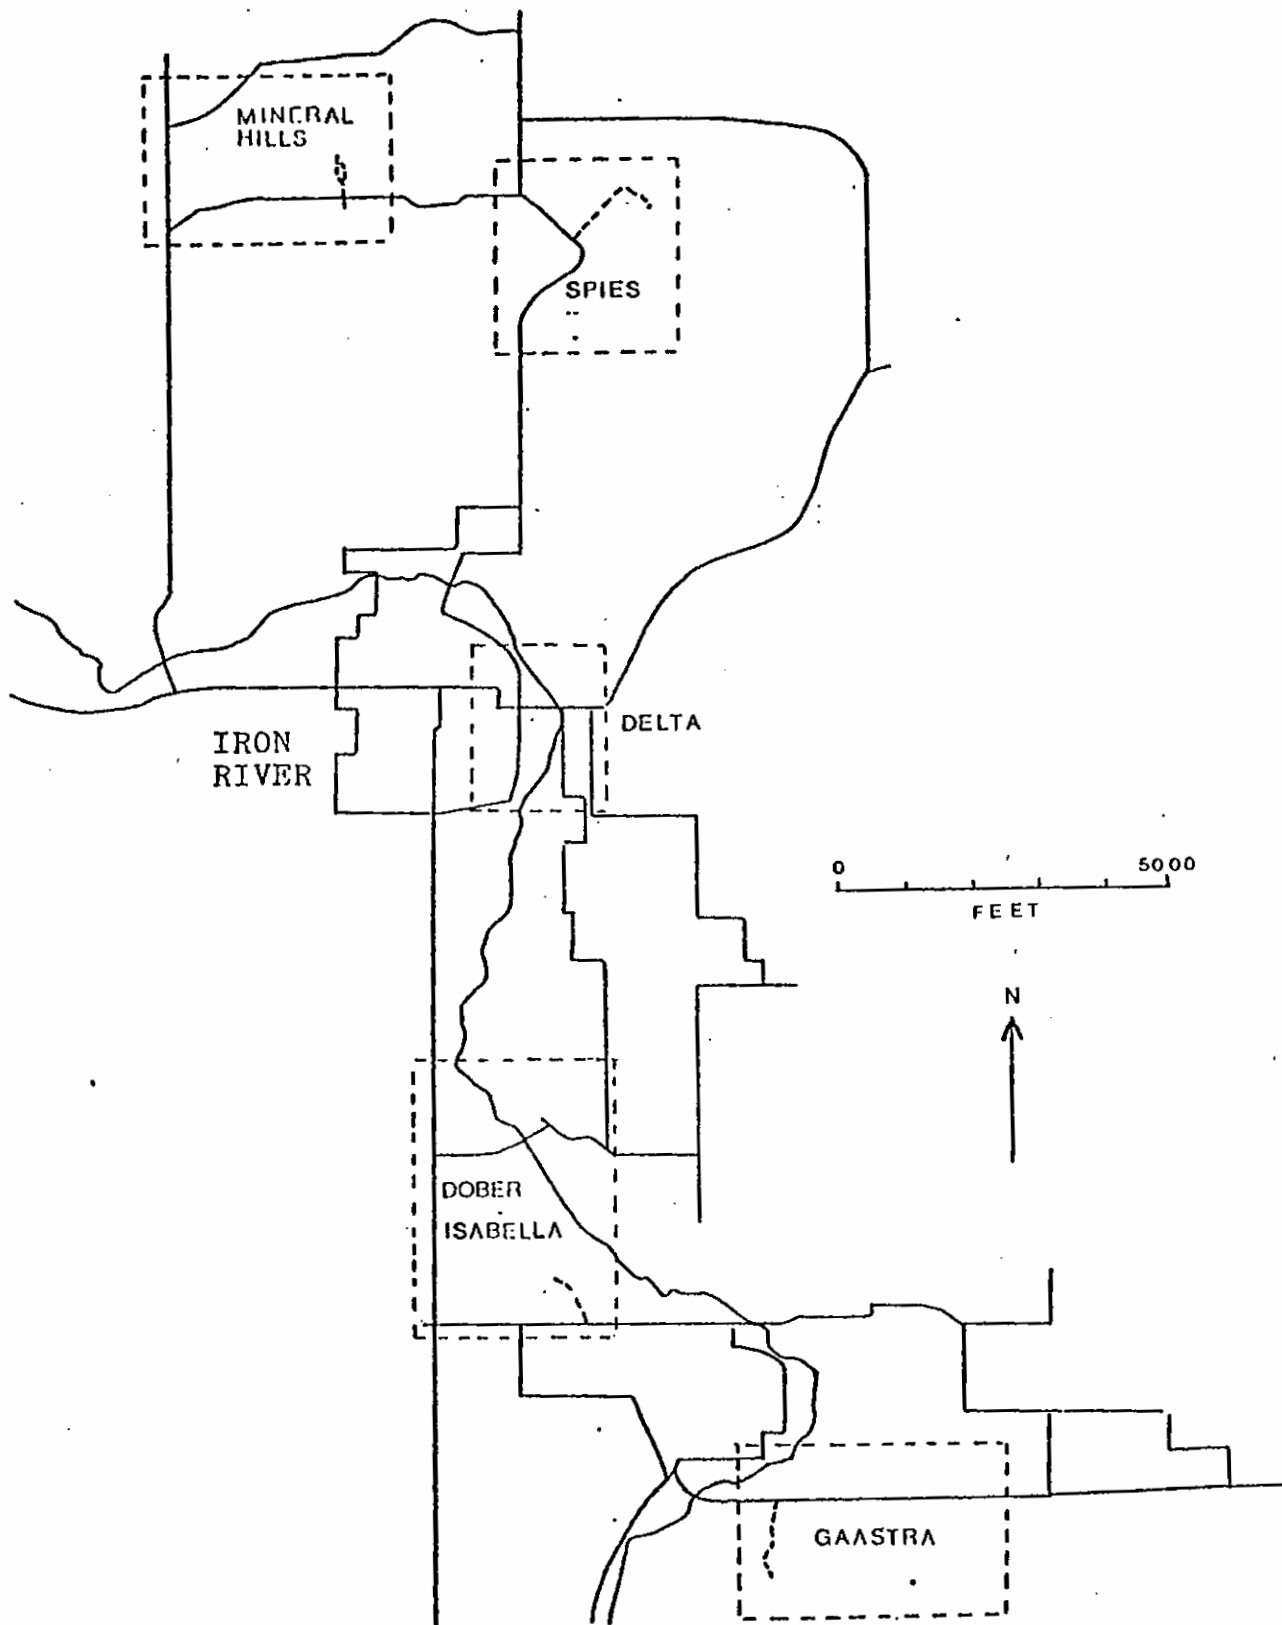 MINERAL
HILLS
SPIES
DELTA
IRON
RIVER
0 5000
FEET
N
DOBER
ISABELLA
GAASTRA